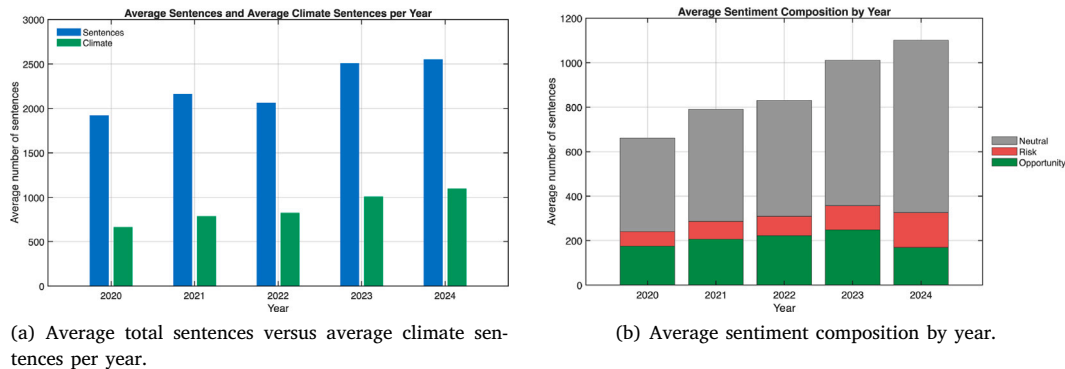 Average Sentences and Average Climate Sentences per Year
Sentences
Climate
3000
2500
2000
1500
1000
500
0
Average number of sentences
2020 2021 2022 2023 2024
Year
(a) Average total sentences versus average climate sen-
tences per year.
Average Sentiment Composition by Year
1200
1000
800
600
400
200
0
Average number of sentences
2020 2021 2022 2023 2024
Year
Neutral
Risk
Opportunity
(b) Average sentiment composition by year.